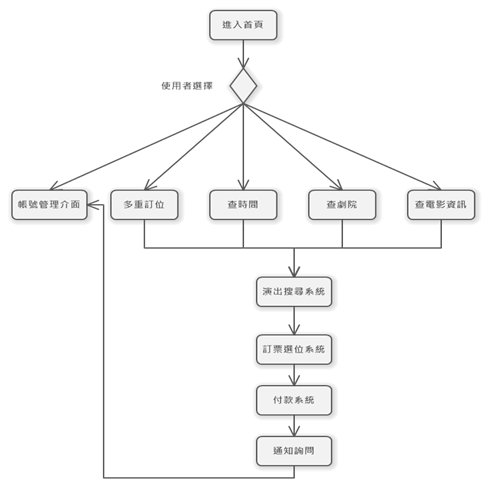 進入首頁
使用者選擇
帳號管理介面
多重訂位
查時間
查劇院
查電影資訊
演出搜尋系統
訂票選位系統
付款系統
通知詢問